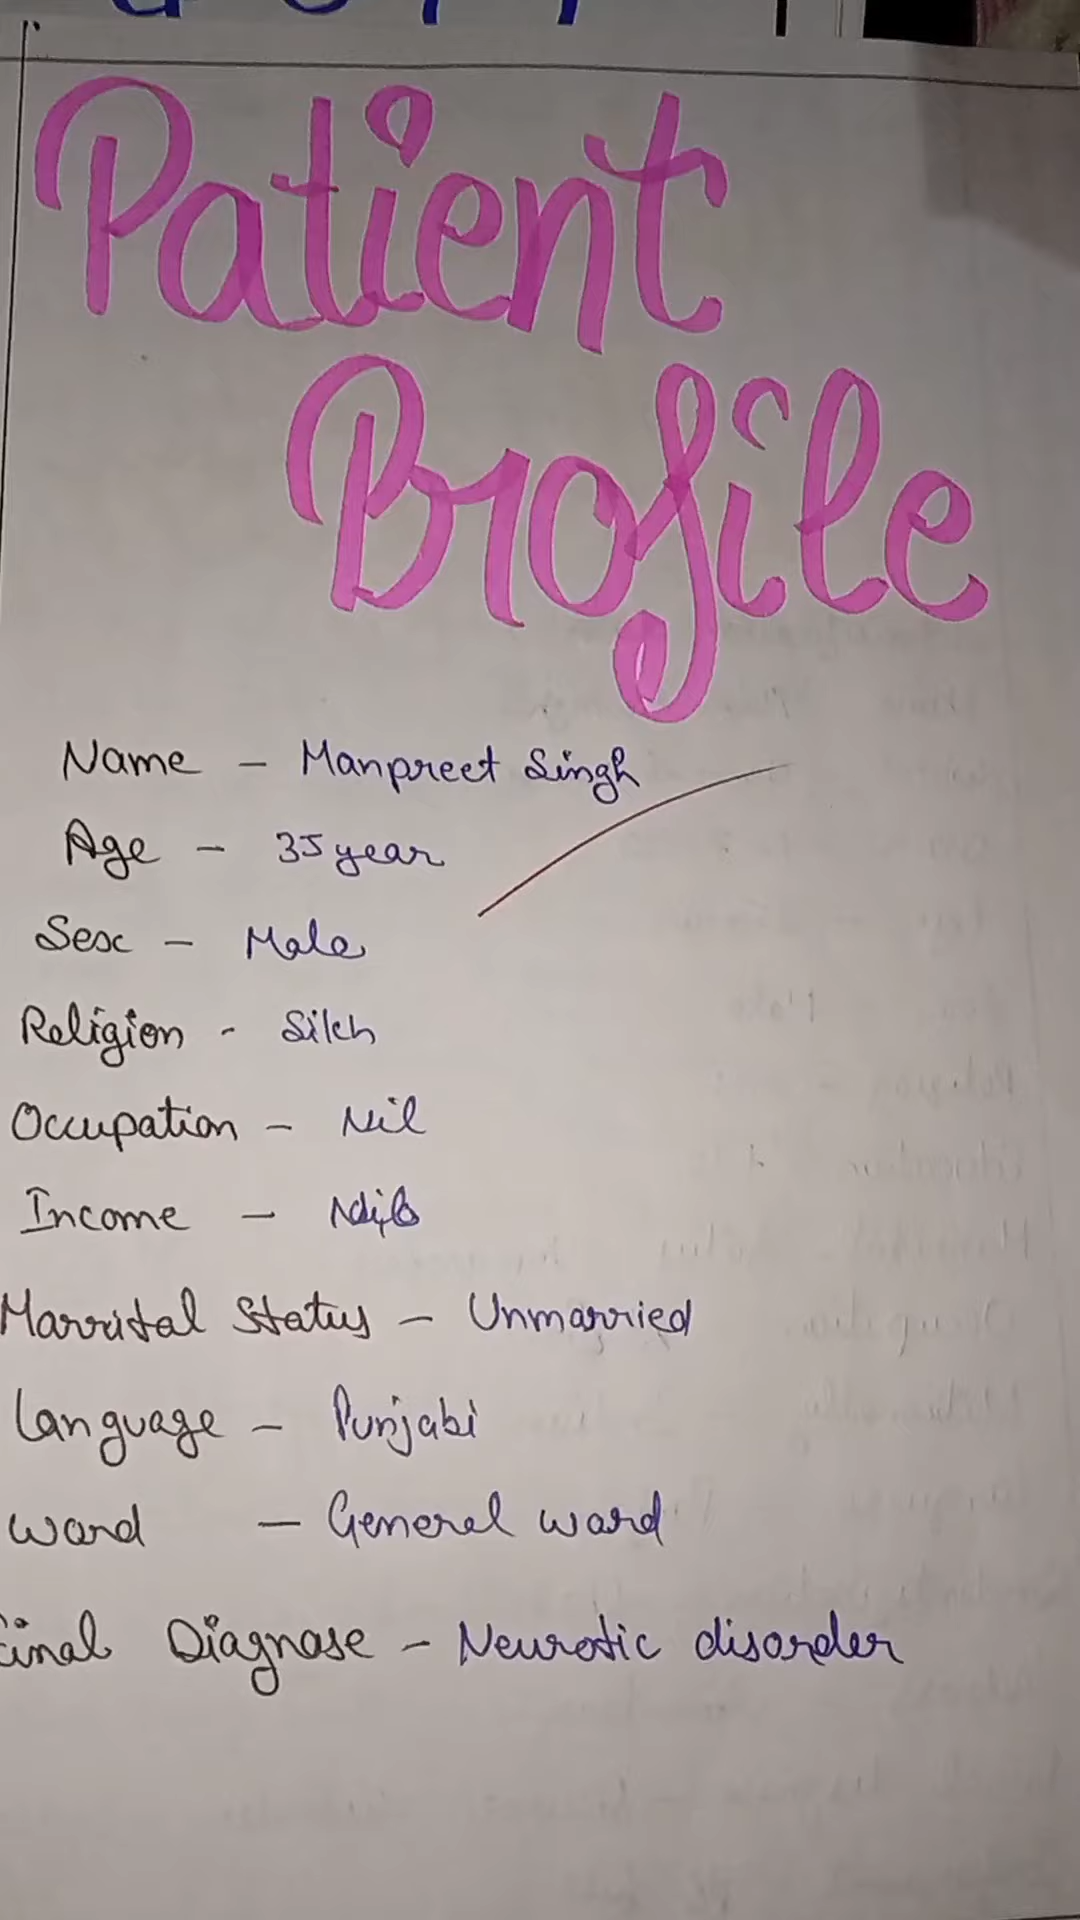 Patient
Profile
Name - Manpreet Singh
Age - 35 year
Sex - Male
Religion - Sikh
Occupation - Nil
Income - Nil
Marrital Status - Unmarried
Language - Punjabi
Ward - General ward
Final Diagnose - Neurotic disorder